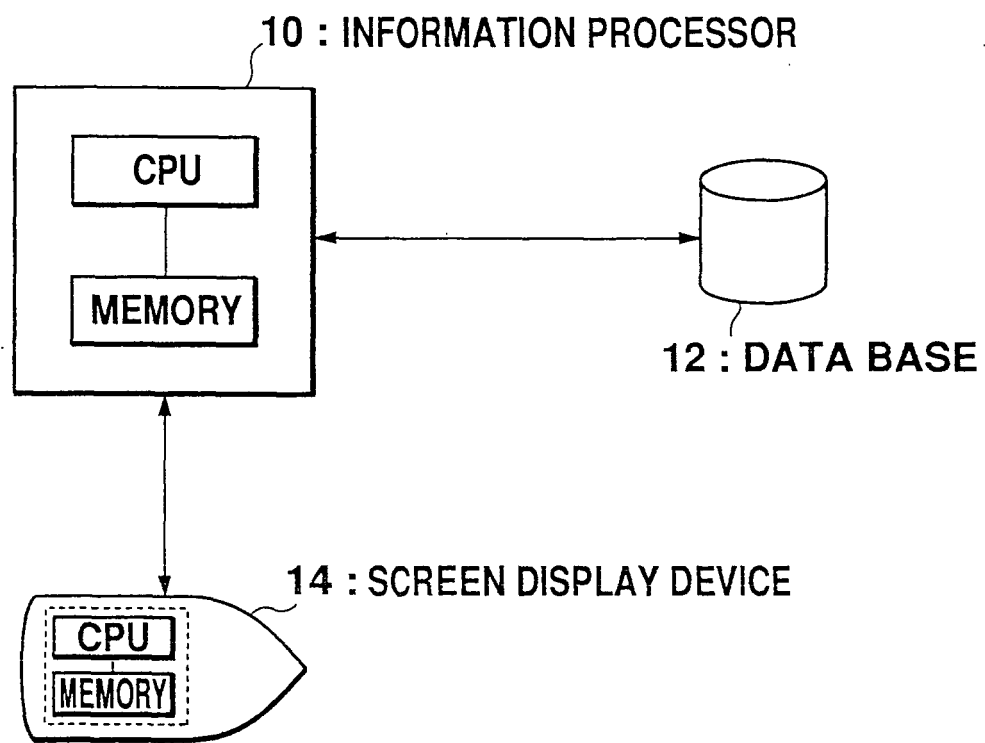 10 : INFORMATION PROCESSOR
CPU
MEMORY
12 : DATA BASE
14 : SCREEN DISPLAY DEVICE
CPU
MEMORY